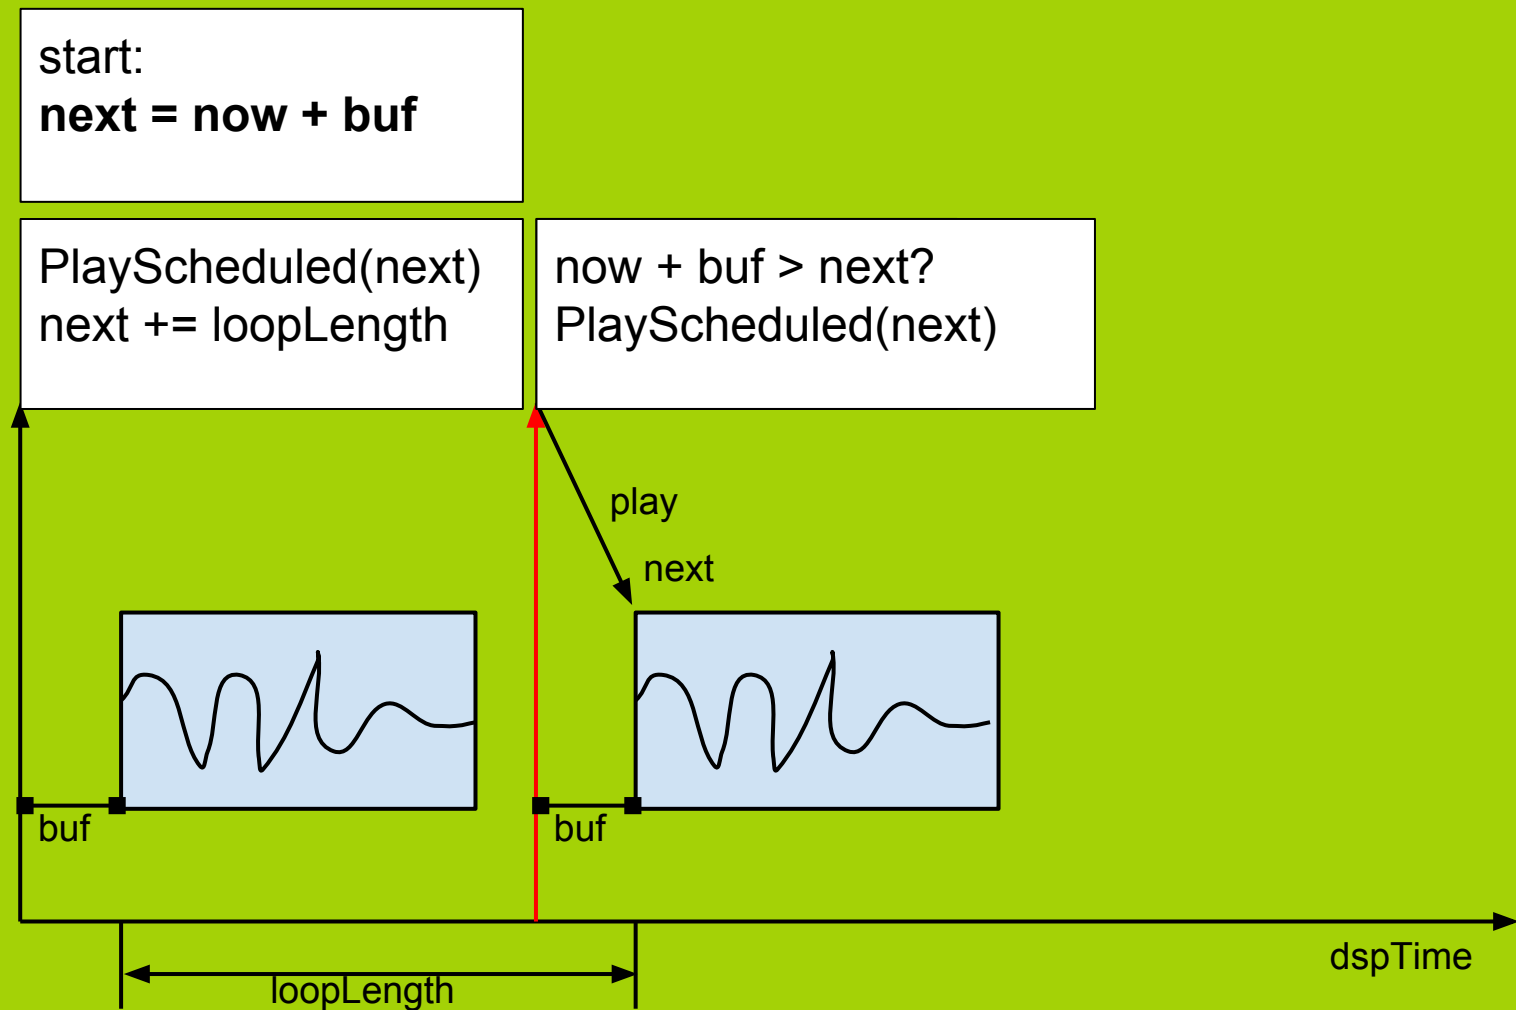 start:
next = now + buf
PlayScheduled(next)
next += loopLength
now + buf > next?
PlayScheduled(next)
play
next
buf
buf
dspTime
loopLength